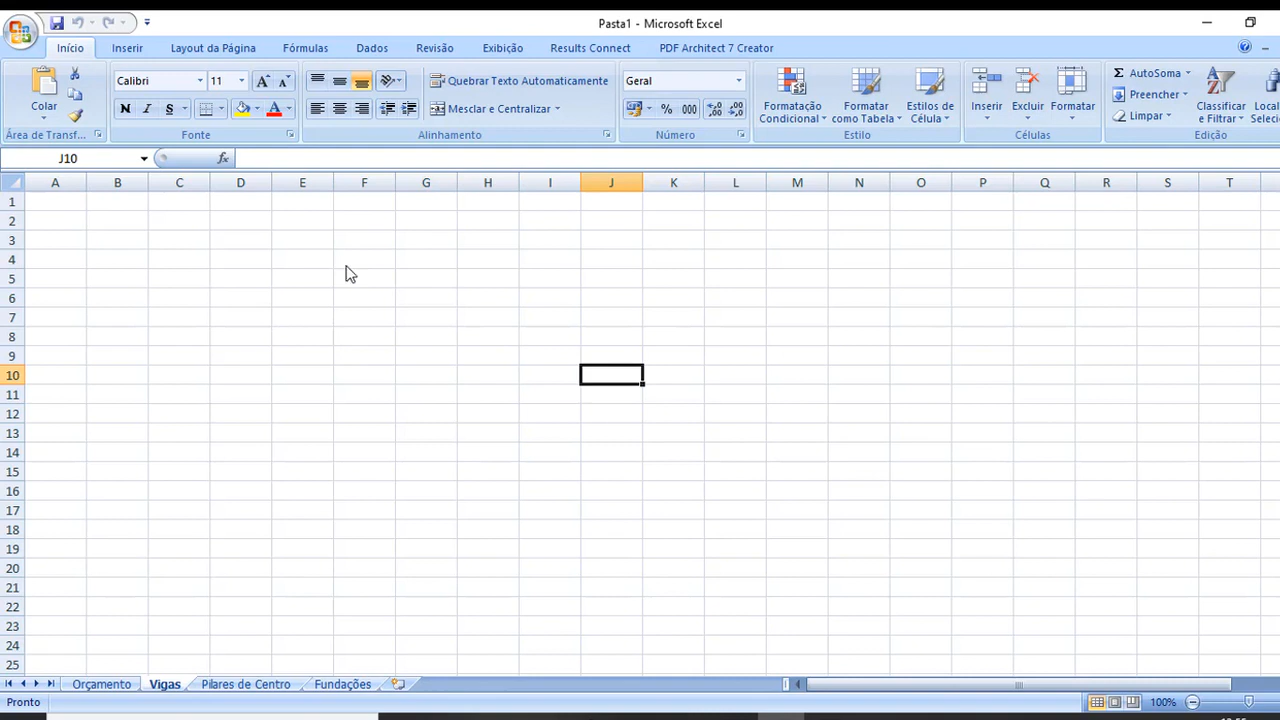 Pasta1 - Microsoft Excel
Início Inserir Layout da Página Fórmulas Dados Revisão Exibição Results Connect PDF Architect 7 Creator
Colar
Calibri 11
N I S A
Quebrar Texto Automaticamente
Mesclar e Centralizar
Geral
% 000
Formatação Condicional
Formatar como Tabela
Estilos de Célula
Inserir Excluir Formatar
Σ AutoSoma
Preencher
Limpar
Classificar e Filtrar
Área de Transf... Fonte Alinhamento Número Estilo Células Edição
J10 fx
A B C D E F G H I J K L M N O P Q R S T
1
2
3
4
5
6
7
8
9
10
11
12
13
14
15
16
17
18
19
20
21
22
23
24
25
Orçamento Vigas Pilares de Centro Fundações
Pronto 100%